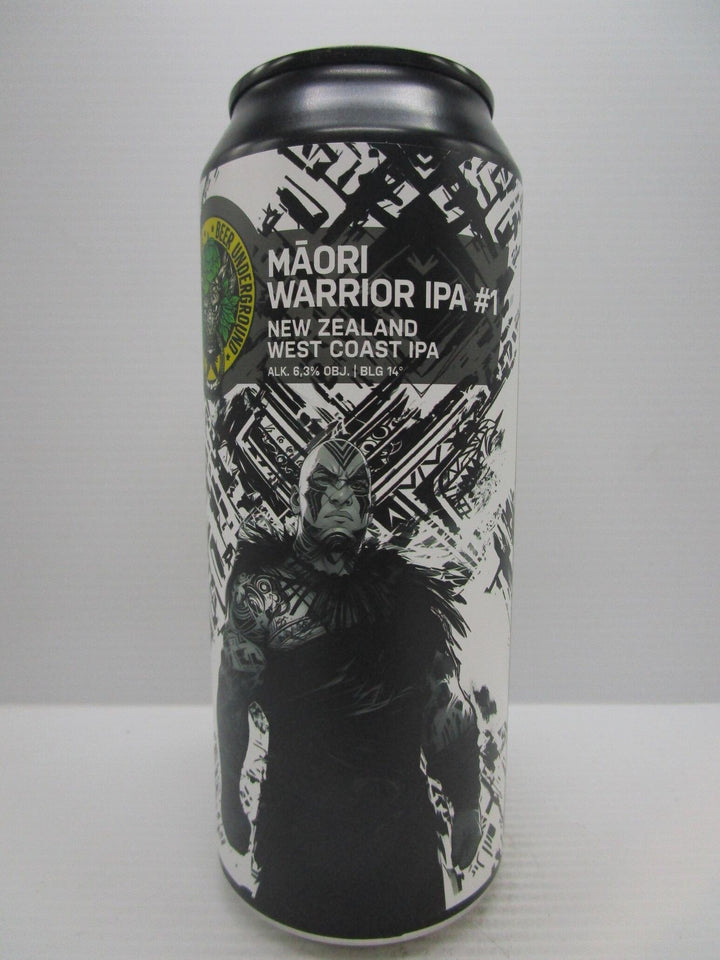 BEER UNDERGROUND
MĀORI
WARRIOR IPA #1
NEW ZEALAND
WEST COAST IPA
ALK. 6,3% OBJ. | BLG 14°